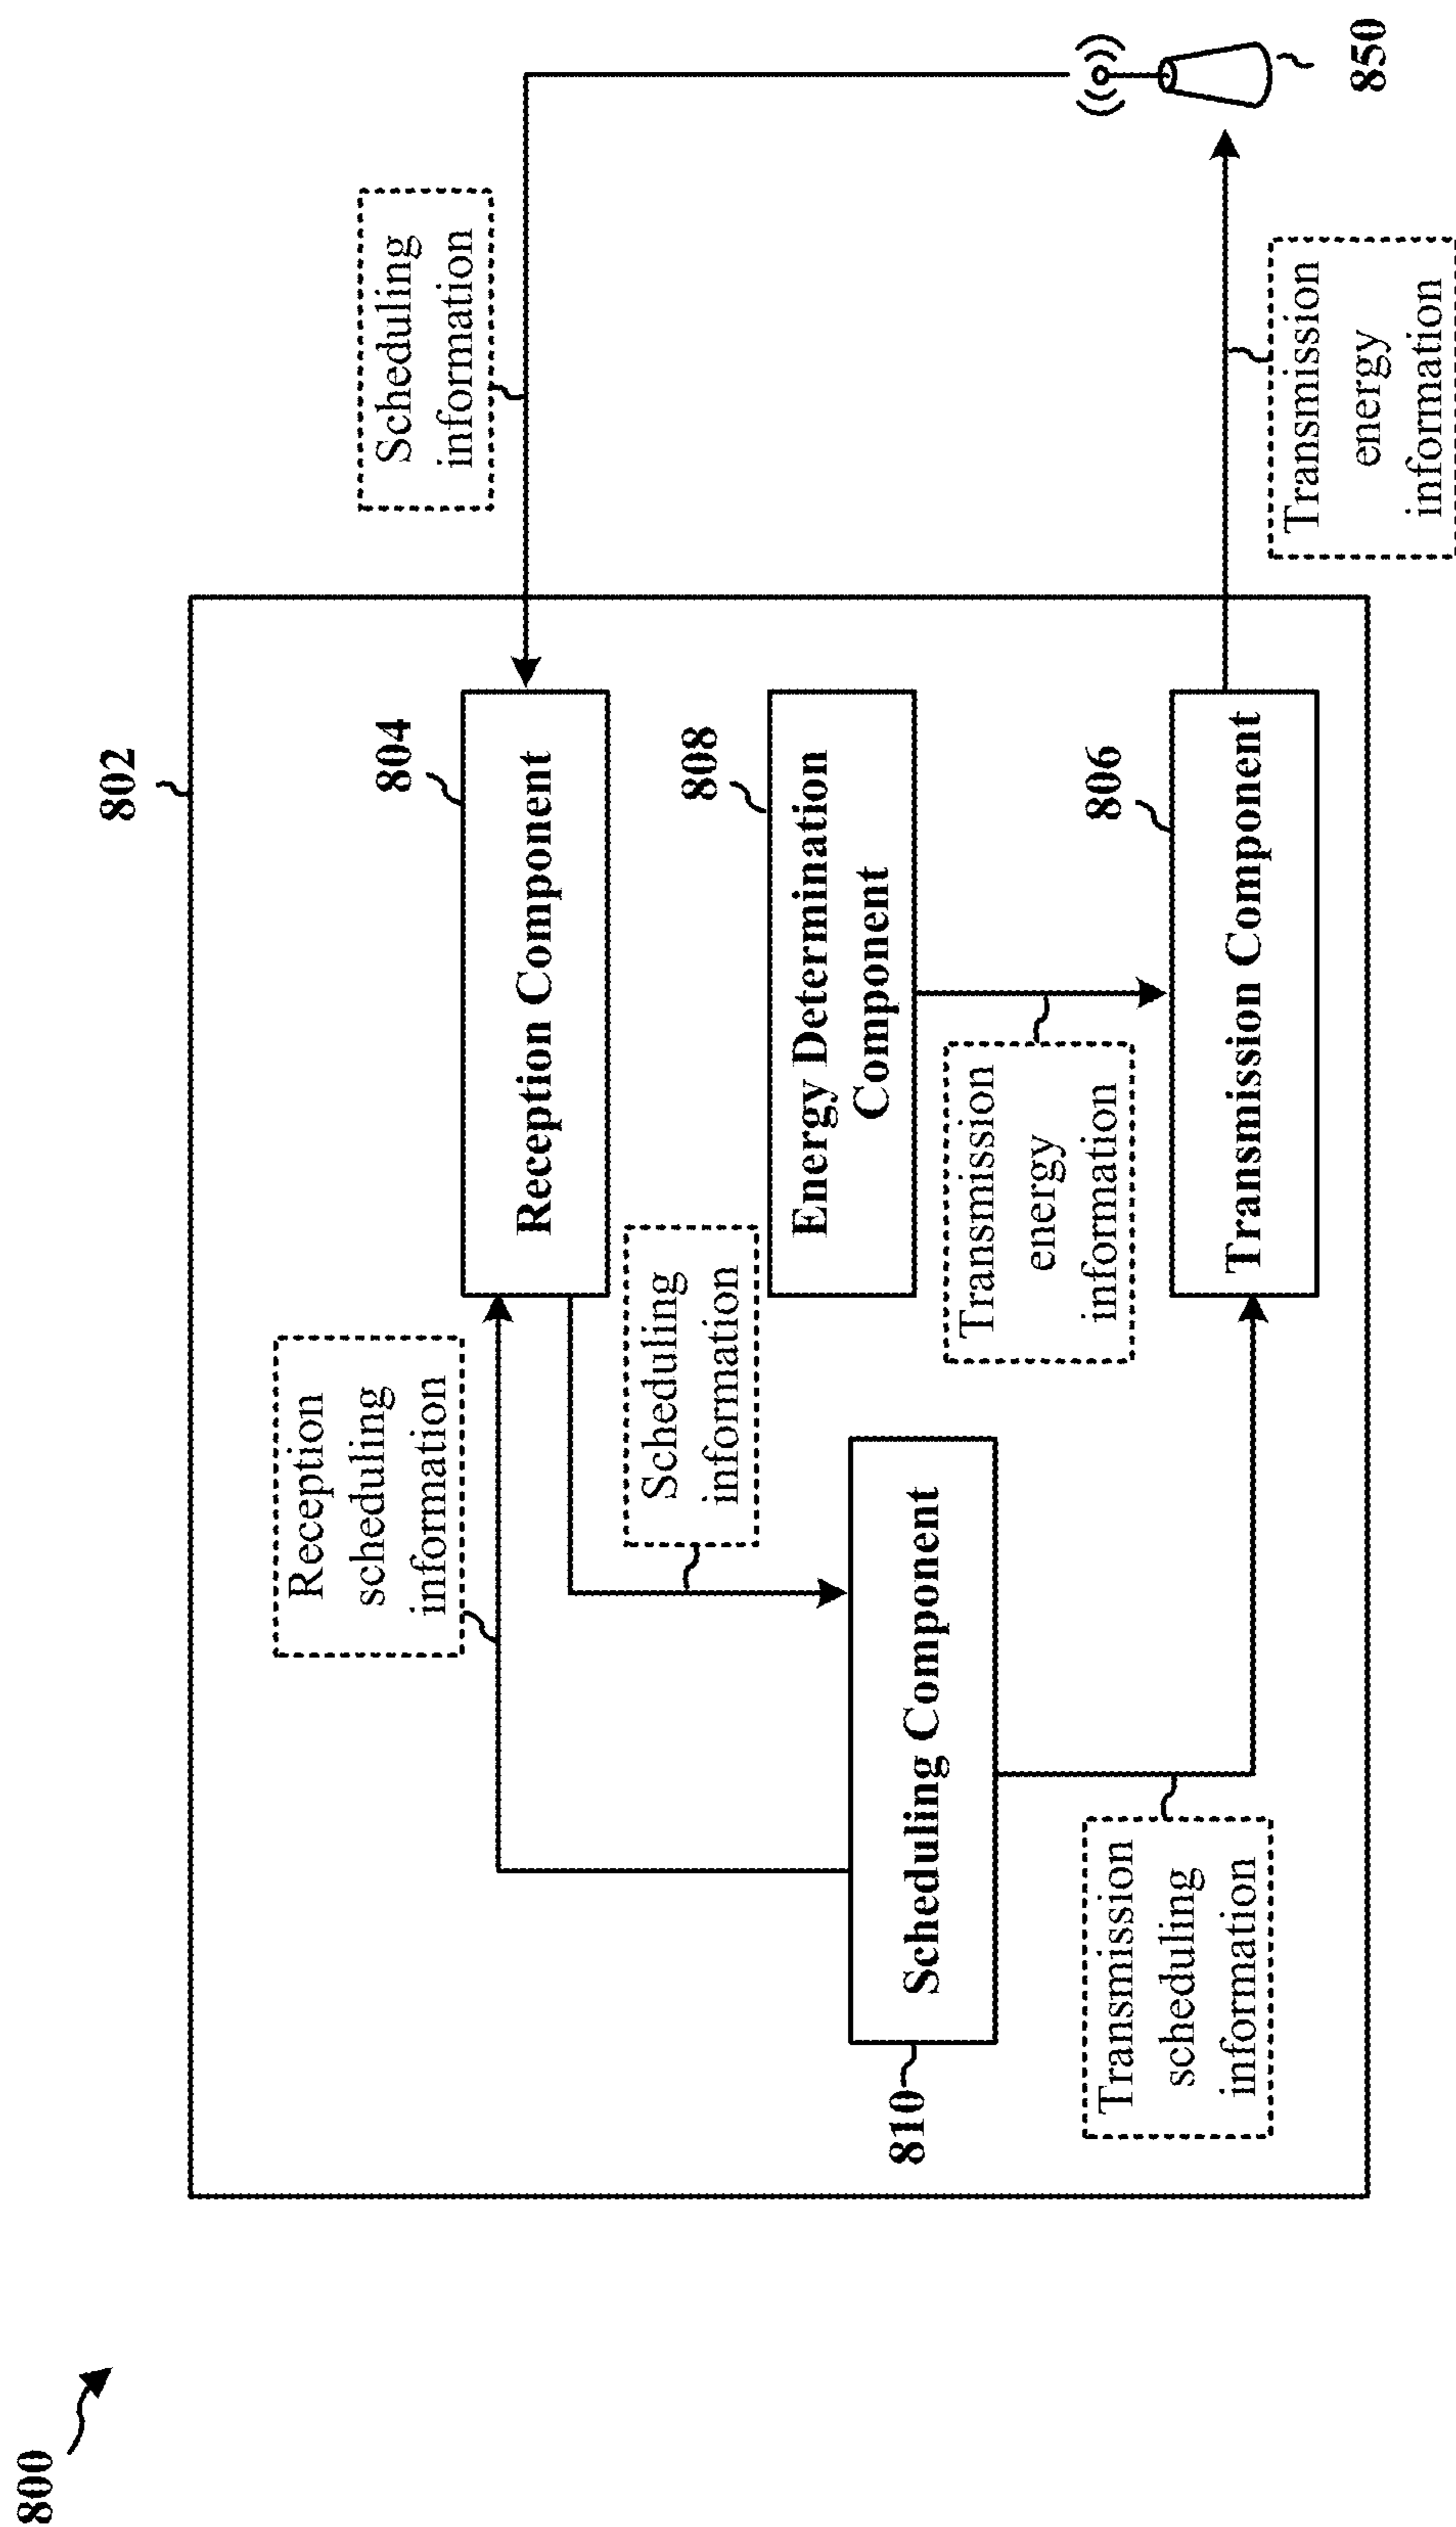 800
802
804
Reception Component
Reception
scheduling
information
Scheduling
information
Scheduling
information
808
Energy Determination
Component
810
Scheduling Component
Transmission
energy
information
Transmission
scheduling
information
806
Transmission Component
Transmission
energy
information
850